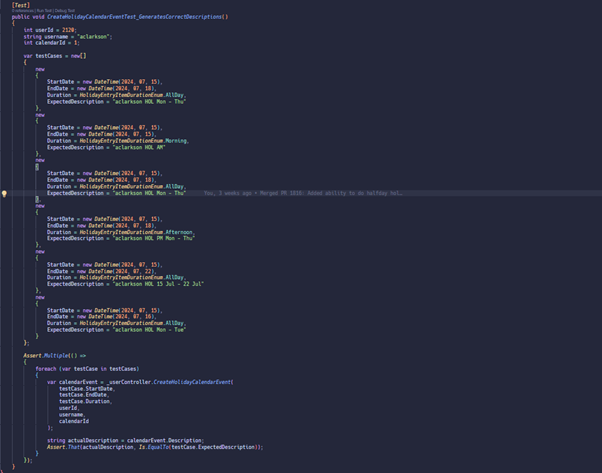 [Test]
0 references | Run Test | Debug Test
public void CreateHolidayCalendarEventTest_GeneratesCorrectDescriptions()
{
int userId = 2120;
string username = "aclarkson";
int calendarId = 1;
var testCases = new[]
{
new
{
StartDate = new DateTime(2024, 07, 15),
EndDate = new DateTime(2024, 07, 18),
Duration = HolidayEntryItemDurationEnum.AllDay,
ExpectedDescription = "aclarkson HOL Mon - Thu"
},
new
{
StartDate = new DateTime(2024, 07, 15),
EndDate = new DateTime(2024, 07, 15),
Duration = HolidayEntryItemDurationEnum.Morning,
ExpectedDescription = "aclarkson HOL AM"
},
new
{
StartDate = new DateTime(2024, 07, 15),
EndDate = new DateTime(2024, 07, 18),
Duration = HolidayEntryItemDurationEnum.AllDay,
ExpectedDescription = "aclarkson HOL Mon - Thu" You, 3 weeks ago • Merged PR 1836: Added ability to do halfday hol…
},
new
{
StartDate = new DateTime(2024, 07, 15),
EndDate = new DateTime(2024, 07, 18),
Duration = HolidayEntryItemDurationEnum.Afternoon,
ExpectedDescription = "aclarkson HOL PM Mon - Thu"
},
new
{
StartDate = new DateTime(2024, 07, 15),
EndDate = new DateTime(2024, 07, 22),
Duration = HolidayEntryItemDurationEnum.AllDay,
ExpectedDescription = "aclarkson HOL 15 Jul - 22 Jul"
},
new
{
StartDate = new DateTime(2024, 07, 15),
EndDate = new DateTime(2024, 07, 16),
Duration = HolidayEntryItemDurationEnum.AllDay,
ExpectedDescription = "aclarkson HOL Mon - Tue"
}
};
Assert.Multiple(() =>
{
foreach (var testCase in testCases)
{
var calendarEvent = _userController.CreateHolidayCalendarEvent(
testCase.StartDate,
testCase.EndDate,
testCase.Duration,
userId,
username,
calendarId
);
string actualDescription = calendarEvent.Description;
Assert.That(actualDescription, Is.EqualTo(testCase.ExpectedDescription));
}
});
}
}